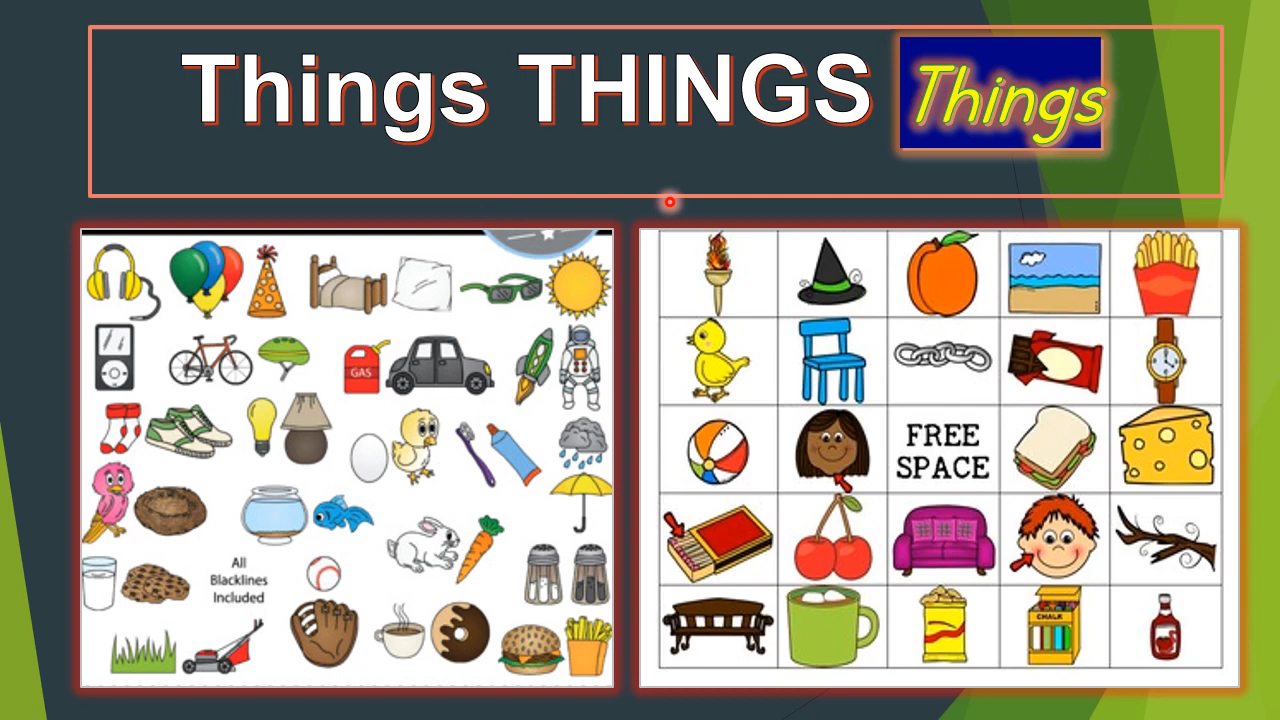 Things THINGS Things
GAS
All
Blacklines
Included
FREE
SPACE
CHALK